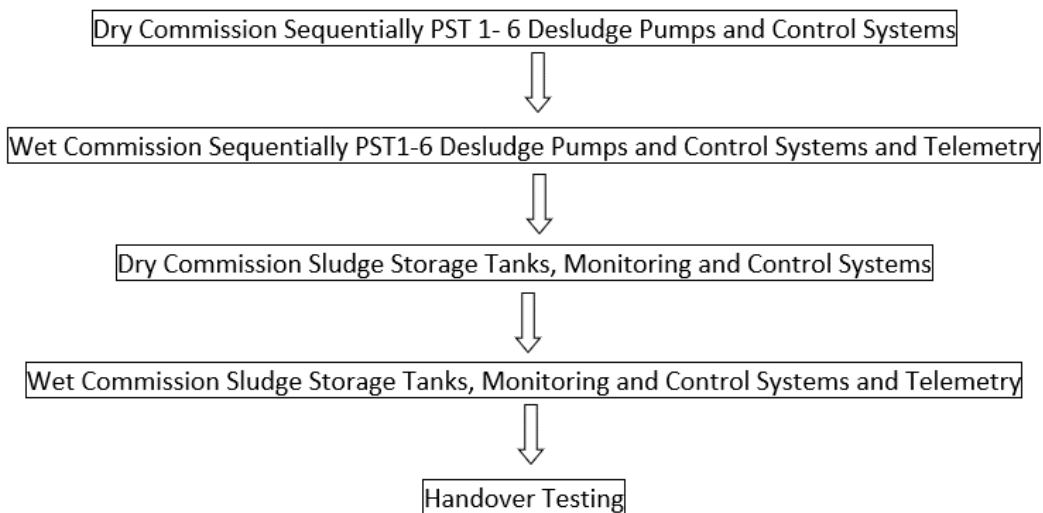 Dry Commission Sequentially PST 1- 6 Desludge Pumps and Control Systems
Wet Commission Sequentially PST1-6 Desludge Pumps and Control Systems and Telemetry
Dry Commission Sludge Storage Tanks, Monitoring and Control Systems
Wet Commission Sludge Storage Tanks, Monitoring and Control Systems and Telemetry
Handover Testing